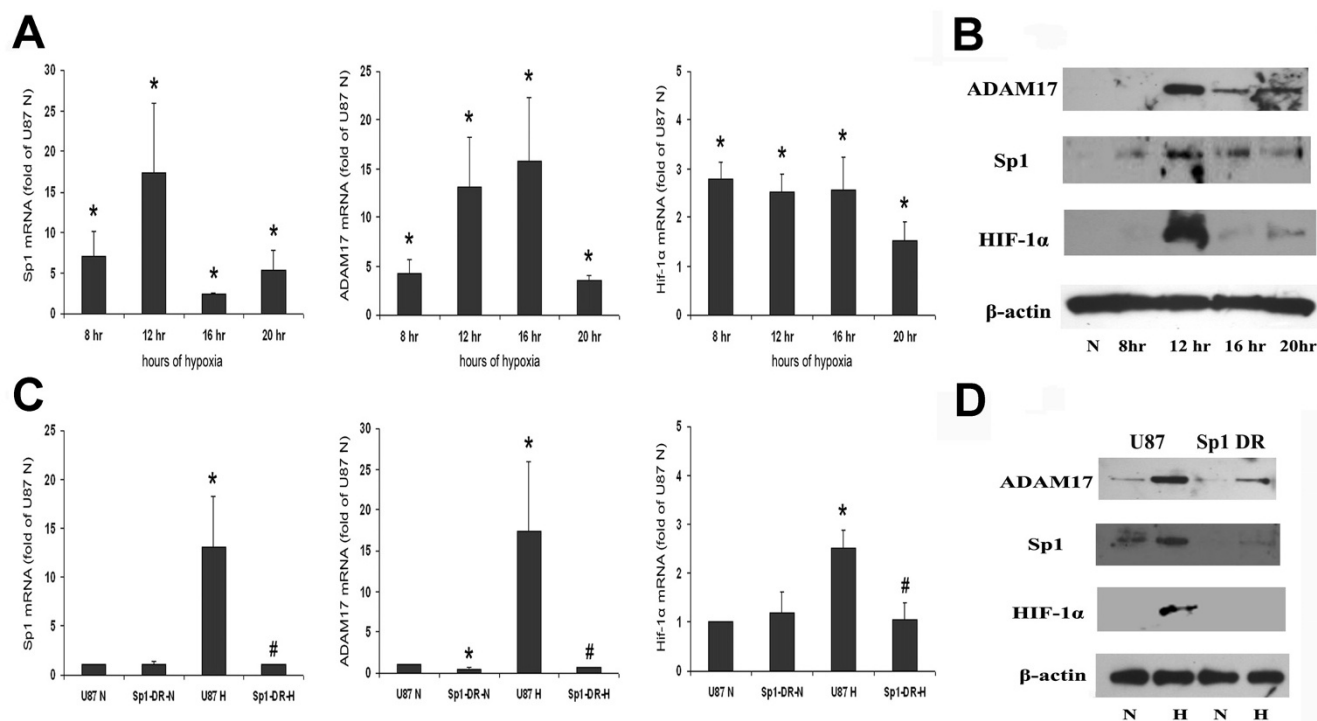 A
Sp1 mRNA (fold of U87 N)
30
25
20
15
10
5
0
*
*
*
*
8 hr 12 hr 16 hr 20 hr
hours of hypoxia
ADAM17 mRNA (fold of U87 N)
25
20
15
10
5
0
*
*
*
*
8 hr 12 hr 16 hr 20 hr
hours of hypoxia
Hif-1α mRNA (fold of U87 N)
5
4
3
2
1
0
*
*
*
*
8 hr 12 hr 16 hr 20 hr
hours of hypoxia
B
ADAM17
Sp1
HIF-1α
β-actin
N 8hr 12 hr 16 hr 20hr
C
Sp1 mRNA (fold of U87 N)
25
20
15
10
5
0
*
#
U87 N Sp1-DR-N U87 H Sp1-DR-H
ADAM17 mRNA (fold of U87 N)
30
25
20
15
10
5
0
*
*
#
U87 N Sp1-DR-N U87 H Sp1-DR-H
Hif-1α mRNA (fold of U87 N)
5
4
3
2
1
0
*
#
U87 N Sp1-DR-N U87 H Sp1-DR-H
D
U87 Sp1 DR
ADAM17
Sp1
HIF-1α
β-actin
N H N H